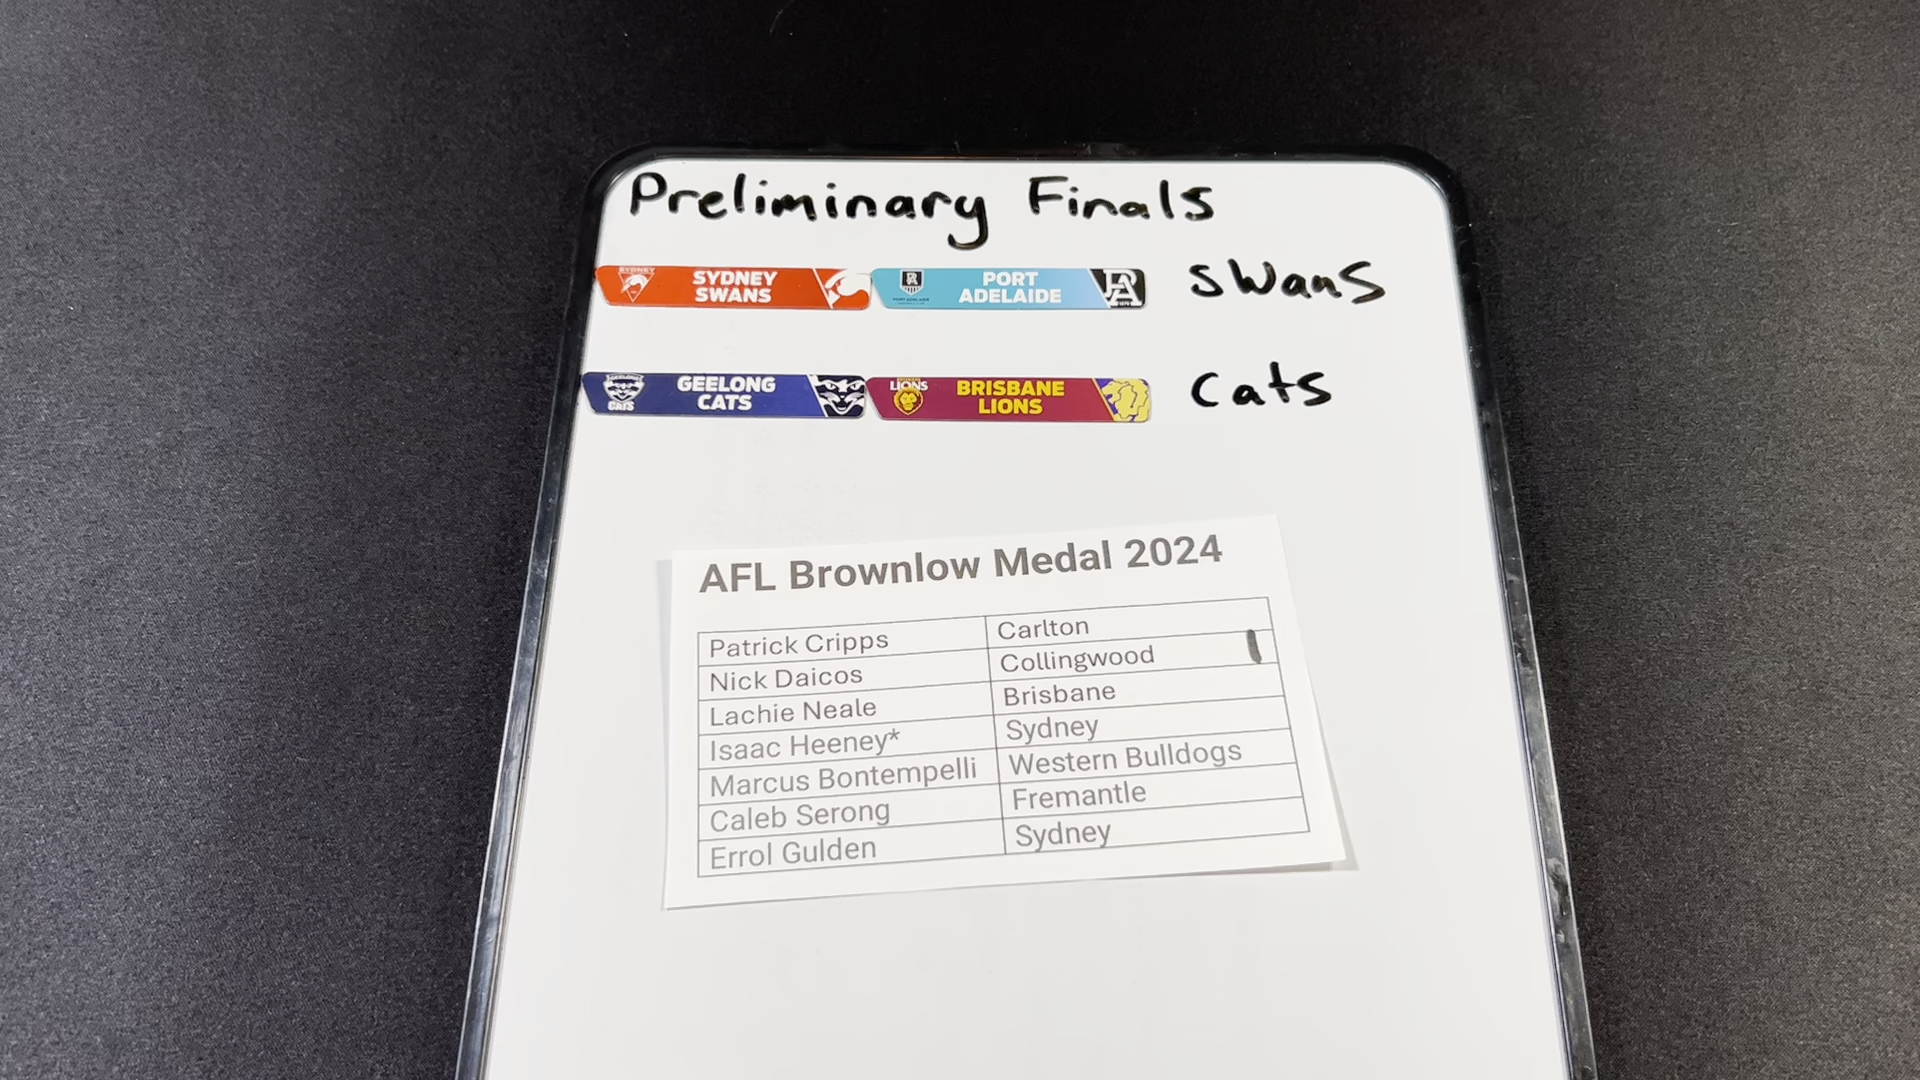 Preliminary Finals
SYDNEY SWANS PORT ADELAIDE PA swans
GEELONG CATS LIONS BRISBANE LIONS Cats
AFL Brownlow Medal 2024
Patrick Cripps Carlton
Nick Daicos Collingwood
Lachie Neale Brisbane
Isaac Heeney* Sydney
Marcus Bontempelli Western Bulldogs
Caleb Serong Fremantle
Errol Gulden Sydney